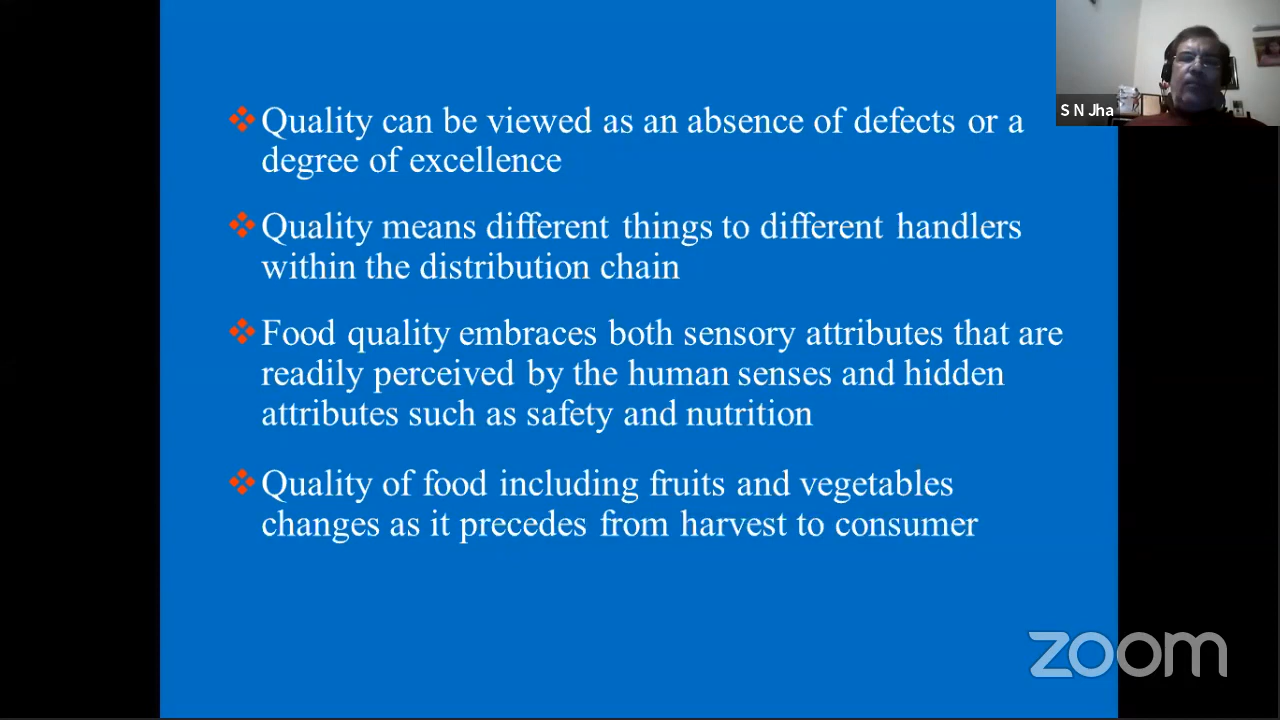 Quality can be viewed as an absence of defects or a
degree of excellence
Quality means different things to different handlers
within the distribution chain
Food quality embraces both sensory attributes that are
readily perceived by the human senses and hidden
attributes such as safety and nutrition
Quality of food including fruits and vegetables
changes as it precedes from harvest to consumer
S N Jha
zoom